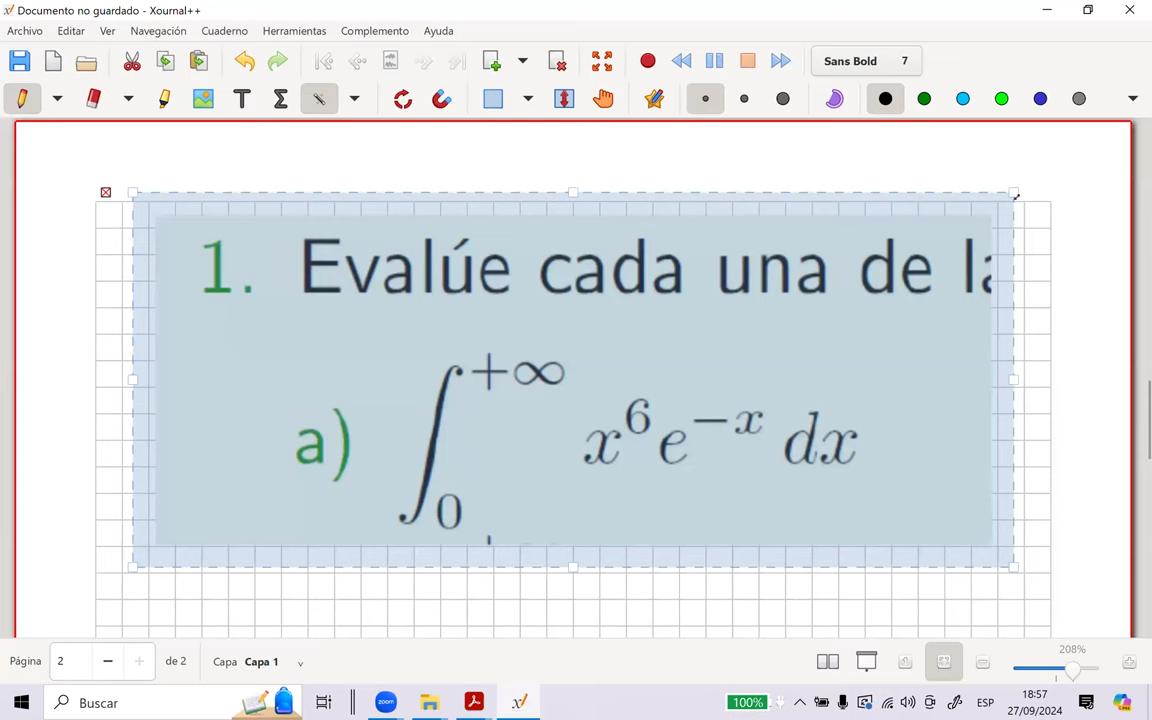 Documento no guardado - Xournal++
Archivo Editar Ver Navegación Cuaderno Herramientas Complemento Ayuda
Sans Bold 7
1. Evalúe cada una de la
a) ∫₀^{+∞} x⁶e^{−x} dx
208%
Página 2 de 2 Capa Capa 1
Buscar
zoom
100%
ESP
18:57
27/09/2024